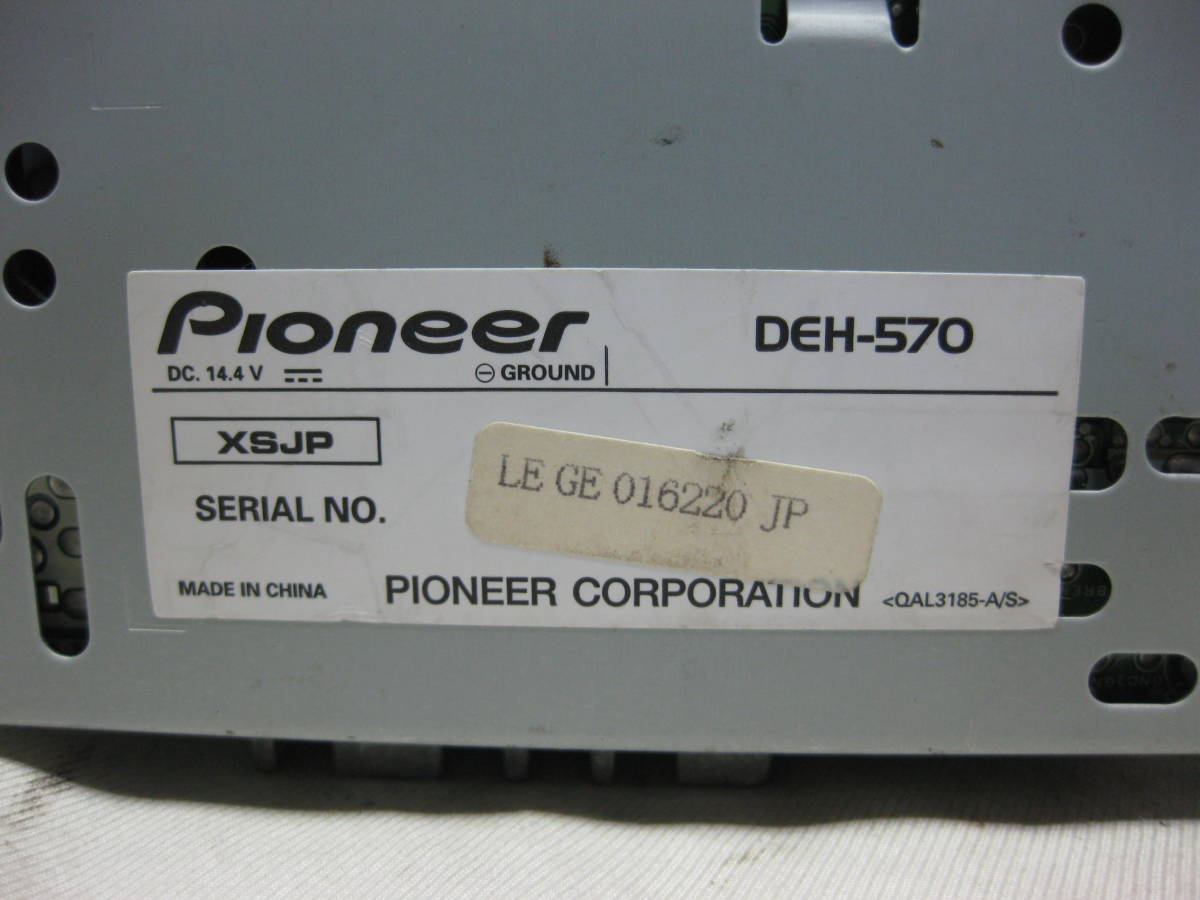 Pioneer
DEH-570
DC. 14.4 V
⊖ GROUND
XSJP
LE GE 016220 JP
SERIAL NO.
MADE IN CHINA
PIONEER CORPORATION
<QAL3185-A/S>